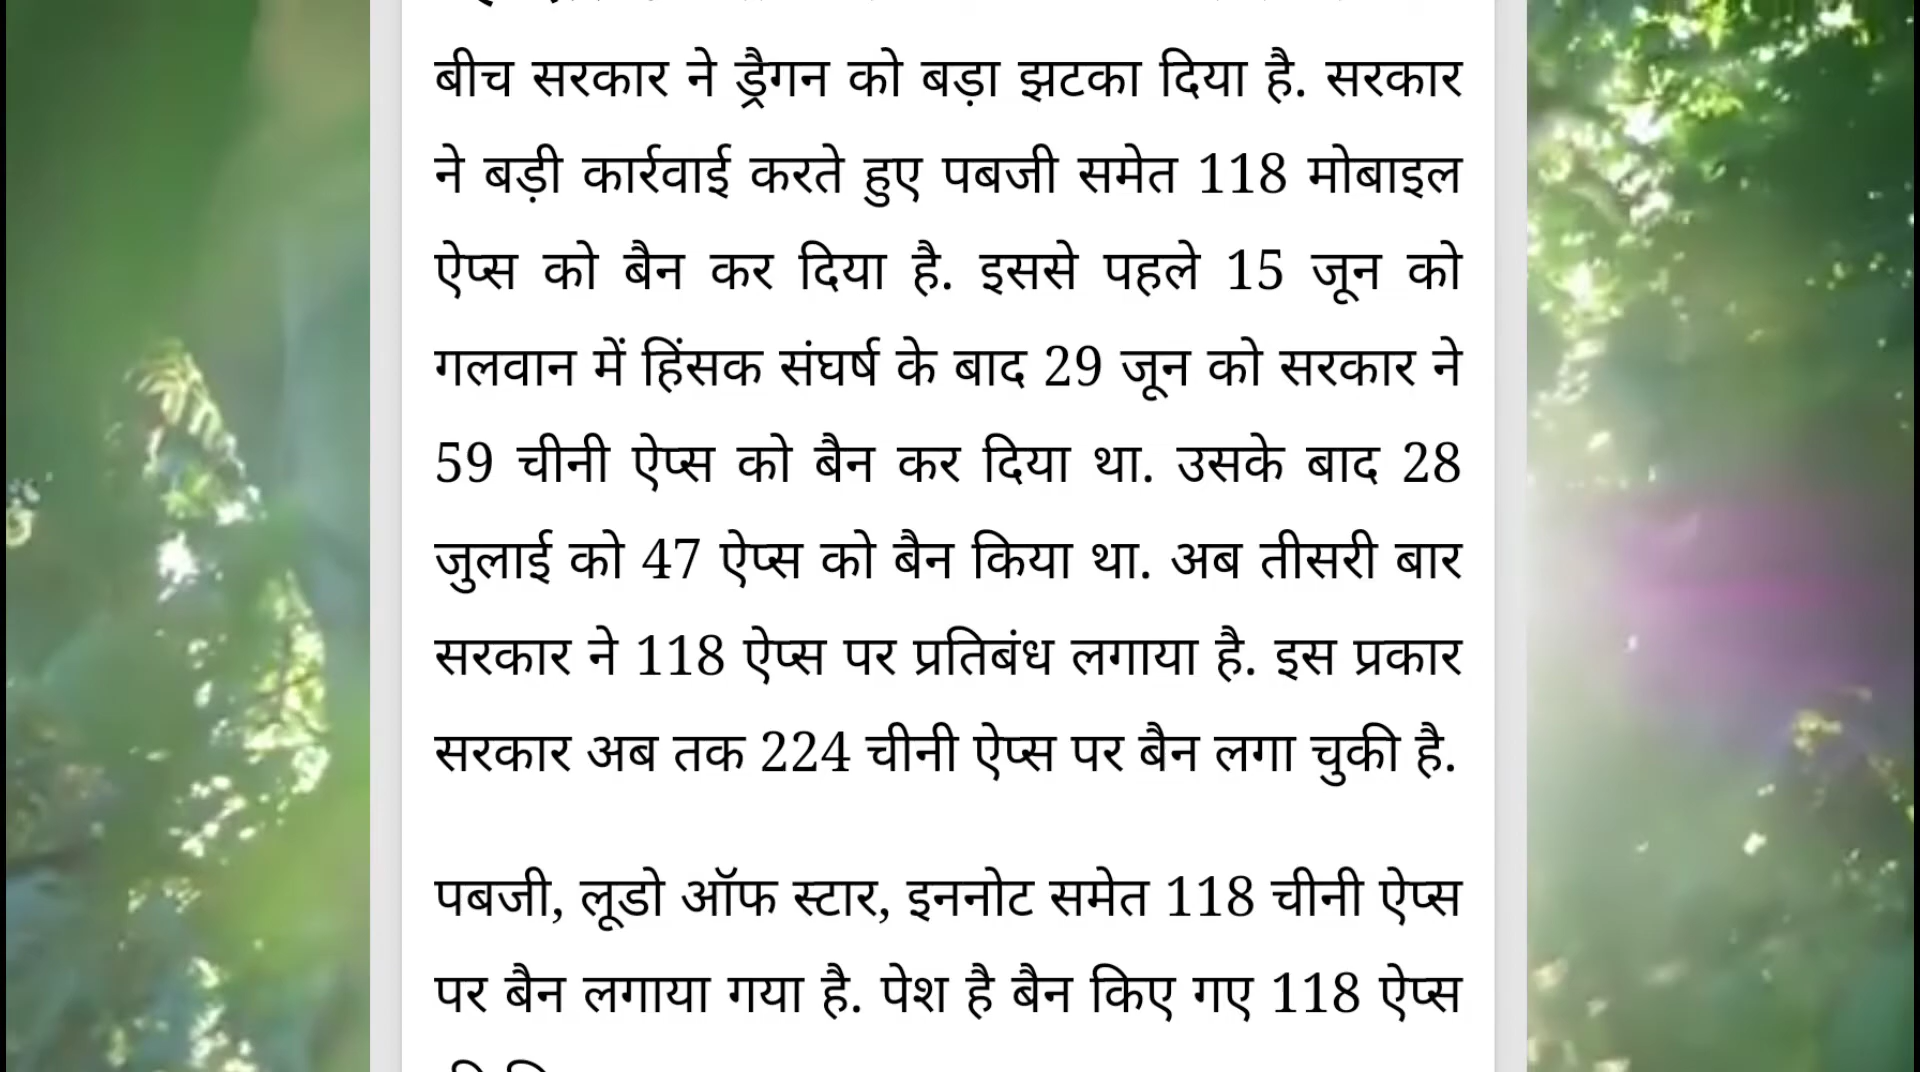 बीच सरकार ने ड्रैगन को बड़ा झटका दिया है. सरकार
ने बड़ी कार्रवाई करते हुए पबजी समेत 118 मोबाइल
ऐप्स को बैन कर दिया है. इससे पहले 15 जून को
गलवान में हिंसक संघर्ष के बाद 29 जून को सरकार ने
59 चीनी ऐप्स को बैन कर दिया था. उसके बाद 28
जुलाई को 47 ऐप्स को बैन किया था. अब तीसरी बार
सरकार ने 118 ऐप्स पर प्रतिबंध लगाया है. इस प्रकार
सरकार अब तक 224 चीनी ऐप्स पर बैन लगा चुकी है.
पबजी, लूडो ऑफ स्टार, इननोट समेत 118 चीनी ऐप्स
पर बैन लगाया गया है. पेश है बैन किए गए 118 ऐप्स